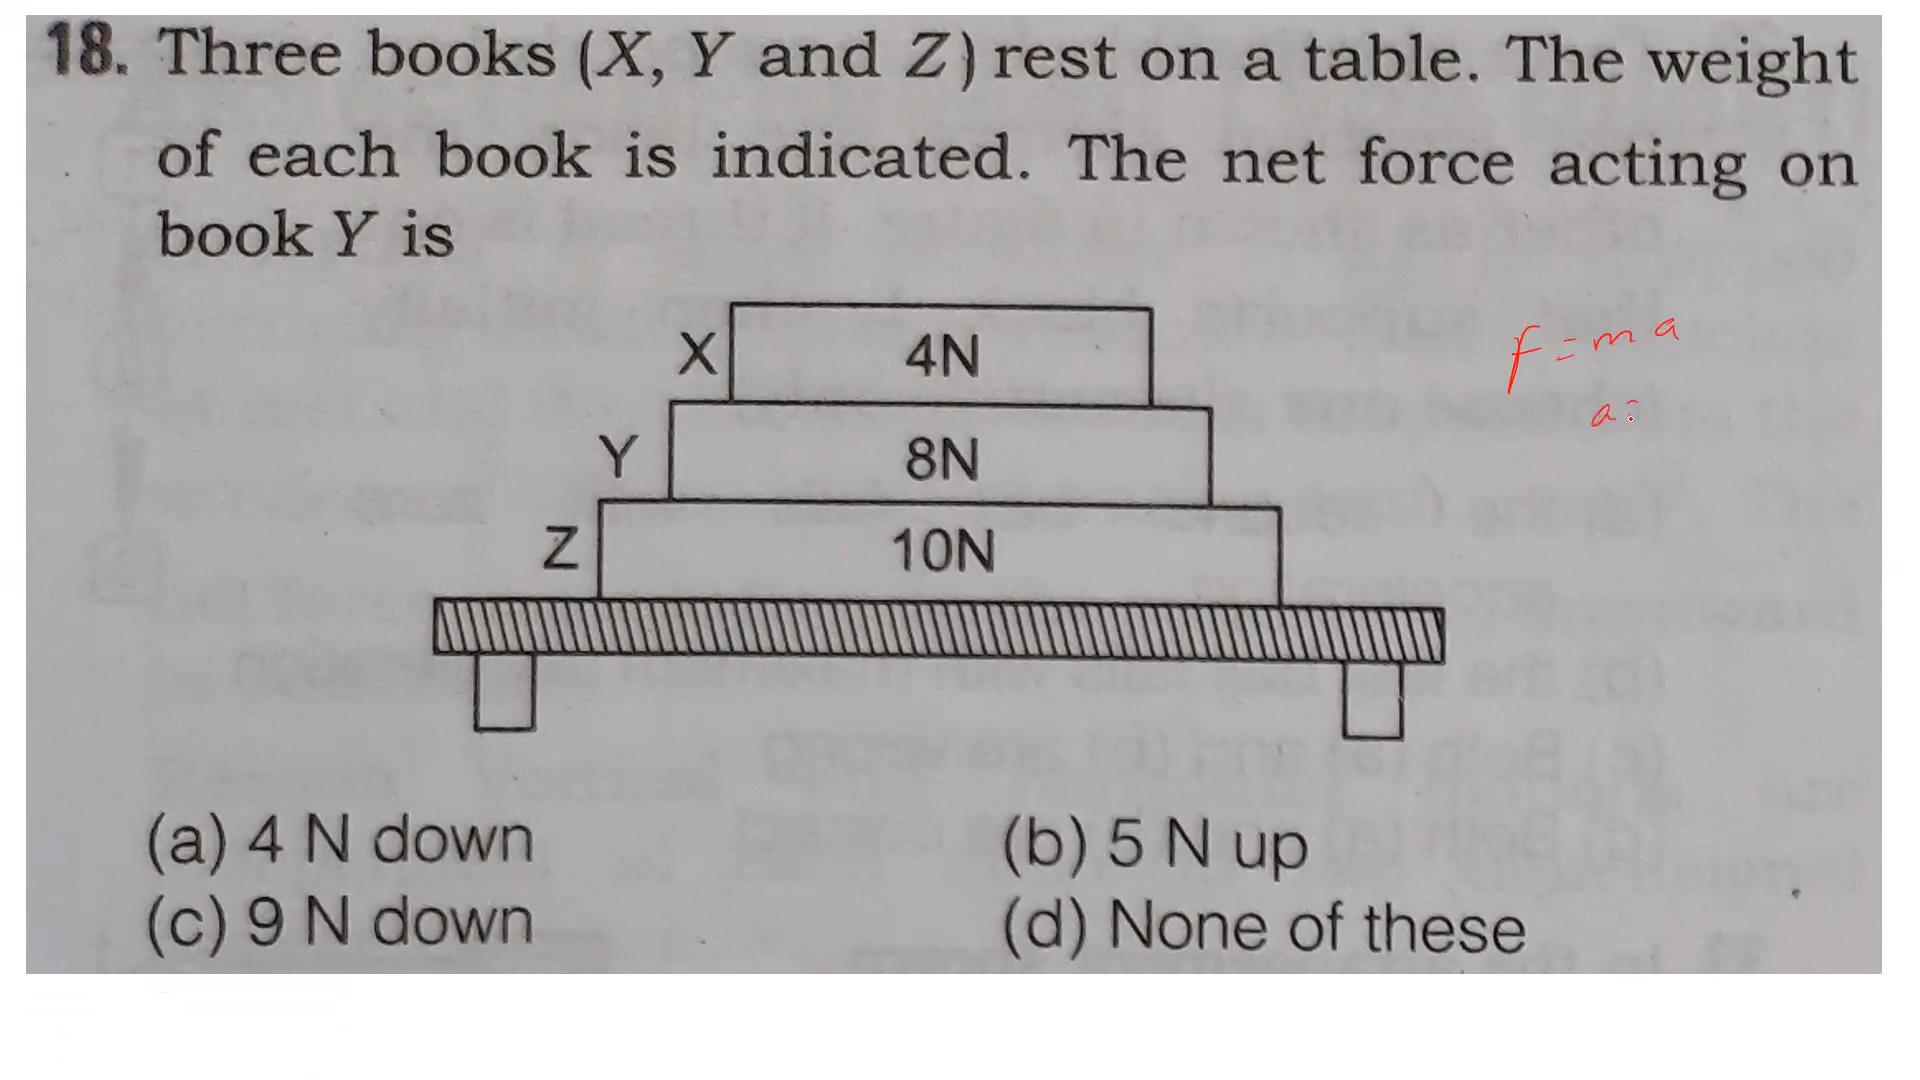 18. Three books (X, Y and Z) rest on a table. The weight
of each book is indicated. The net force acting on
book Y is
X 4N
f = m a
a =
Y 8N
Z 10N
(a) 4 N down (b) 5 N up
(c) 9 N down (d) None of these